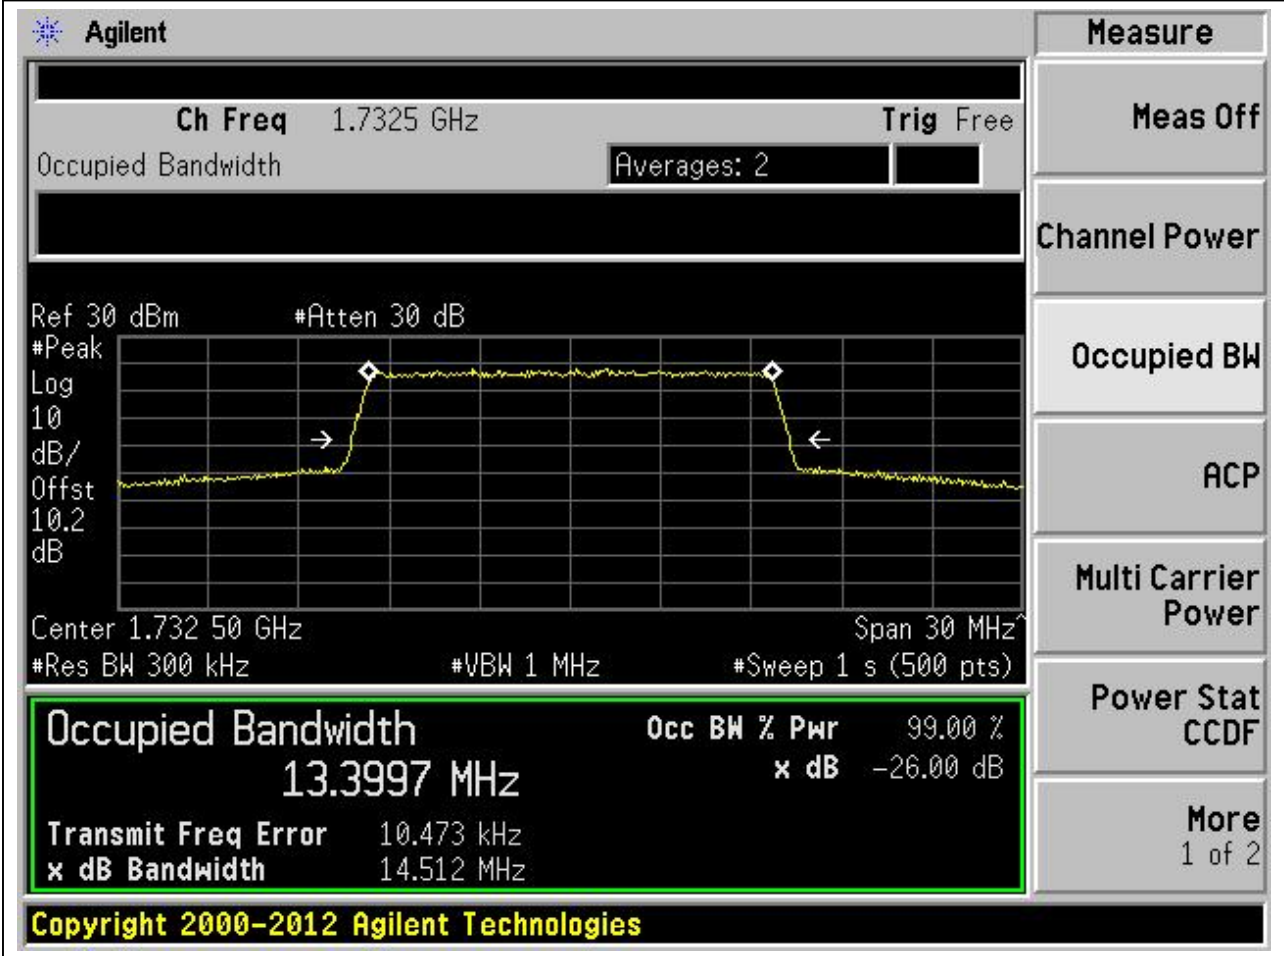 Agilent
Measure
Ch Freq 1.7325 GHz Trig Free
Occupied Bandwidth Averages: 2
Meas Off
Channel Power
Occupied BW
ACP
Multi Carrier
Power
Power Stat
CCDF
More
1 of 2
Ref 30 dBm #Atten 30 dB
#Peak
Log
10
dB/
Offst
10.2
dB
Center 1.732 50 GHz Span 30 MHz^
#Res BW 300 kHz #VBW 1 MHz #Sweep 1 s (500 pts)
Occupied Bandwidth Occ BW % Pwr 99.00 %
13.3997 MHz x dB -26.00 dB
Transmit Freq Error 10.473 kHz
x dB Bandwidth 14.512 MHz
Copyright 2000-2012 Agilent Technologies